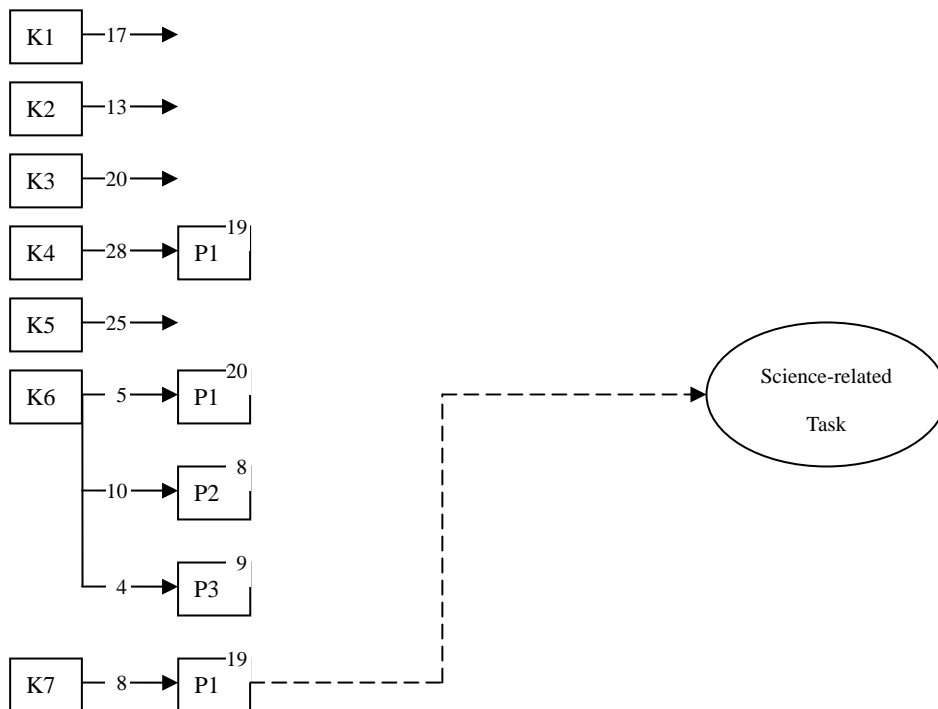 K1 17
K2 13
K3 20
19
K4 28 P1
K5 25
20
K6 5 P1
Science-related
Task
8
10 P2
9
4 P3
19
K7 8 P1